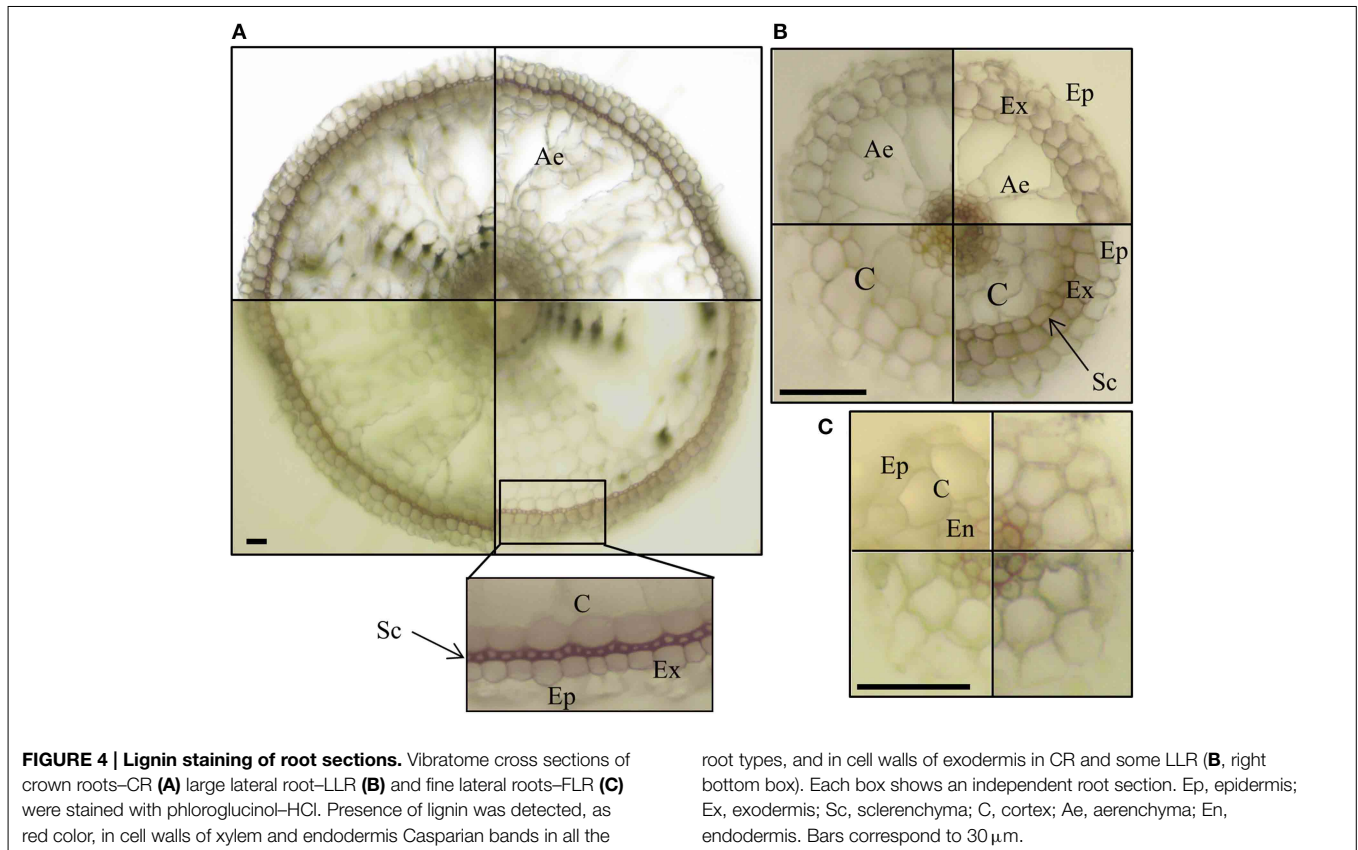 A
Ae
B
Ae
Ex
Ep
Ae
C
C
Ep
Ex
Sc
C
Ep
C
En
C
Sc
Ex
Ep
FIGURE 4 | Lignin staining of root sections. Vibratome cross sections of
crown roots–CR (A) large lateral root–LLR (B) and fine lateral roots–FLR (C)
were stained with phloroglucinol–HCl. Presence of lignin was detected, as
red color, in cell walls of xylem and endodermis Casparian bands in all the
root types, and in cell walls of exodermis in CR and some LLR (B, right
bottom box). Each box shows an independent root section. Ep, epidermis;
Ex, exodermis; Sc, sclerenchyma; C, cortex; Ae, aerenchyma; En,
endodermis. Bars correspond to 30 μm.